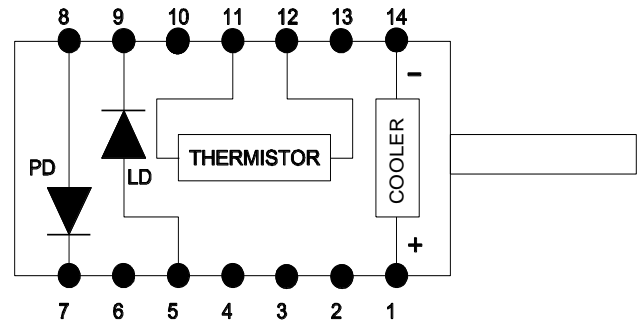 8 9 10 11 12 13 14
-
THERMISTOR
COOLER
PD
LD
+
7 6 5 4 3 2 1